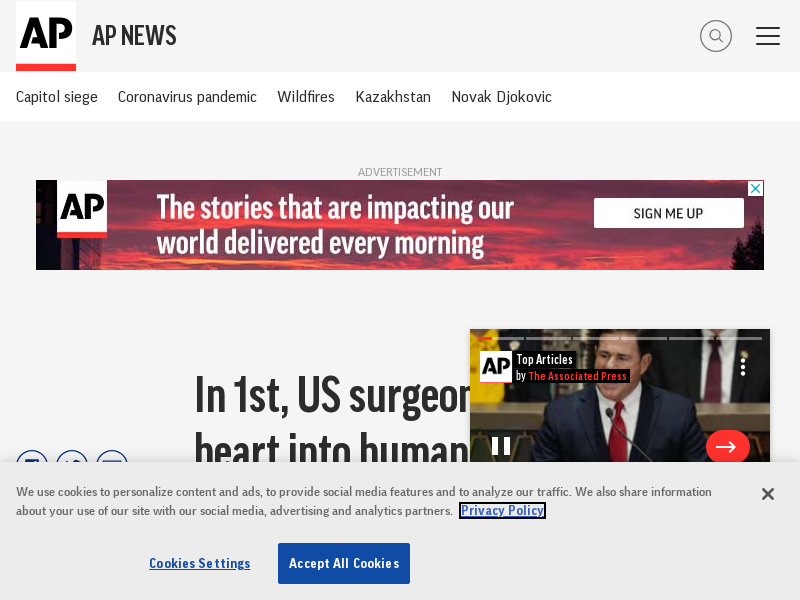 AP
AP NEWS
Capitol siege
Coronavirus pandemic
Wildfires
Kazakhstan
Novak Djokovic
ADVERTISEMENT
AP
The stories that are impacting our
world delivered every morning
SIGN ME UP
In 1st, US surgeon
heart into human
AP
Top Articles
by The Associated Press
We use cookies to personalize content and ads, to provide social media features and to analyze our traffic. We also share information
about your use of our site with our social media, advertising and analytics partners. Privacy Policy
Cookies Settings
Accept All Cookies